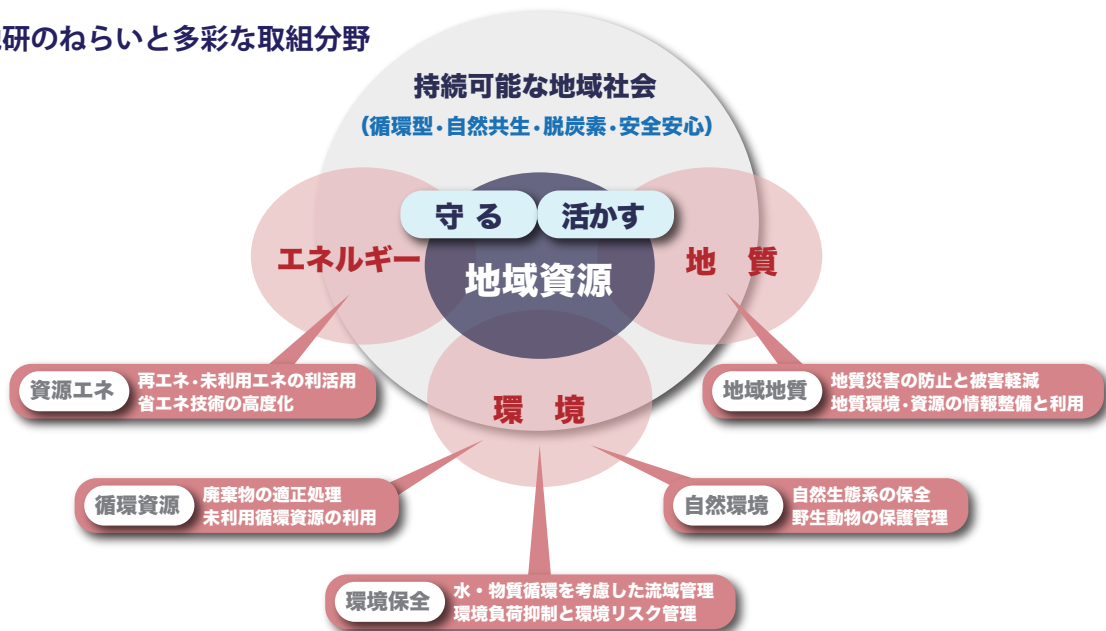 研のねらいと多彩な取組分野
持続可能な地域社会
(循環型・自然共生・脱炭素・安全安心)
守る
活かす
エネルギー
地域資源
地質
資源エネ
再エネ・未利用エネの利活用
省エネ技術の高度化
地域地質
地質災害の防止と被害軽減
地質環境・資源の情報整備と利用
環境
循環資源
廃棄物の適正処理
未利用循環資源の利用
自然環境
自然生態系の保全
野生動物の保護管理
環境保全
水・物質循環を考慮した流域管理
環境負荷抑制と環境リスク管理